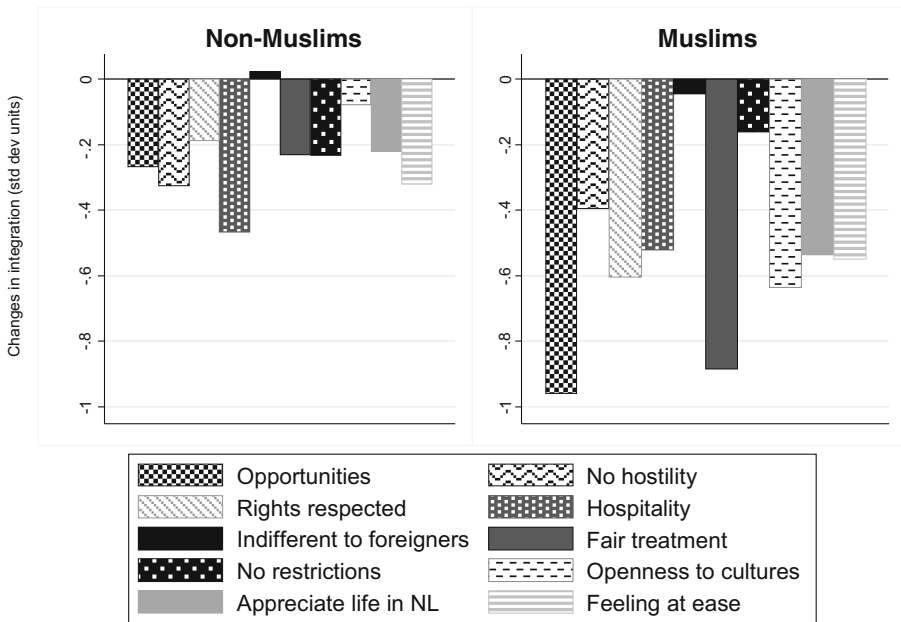 Non-Muslims
Muslims
Changes in integration (std dev units)
0
-.2
-.4
-.6
-.8
-1
0
-.2
-.4
-.6
-.8
-1
Opportunities
No hostility
Rights respected
Hospitality
Indifferent to foreigners
Fair treatment
No restrictions
Openness to cultures
Appreciate life in NL
Feeling at ease